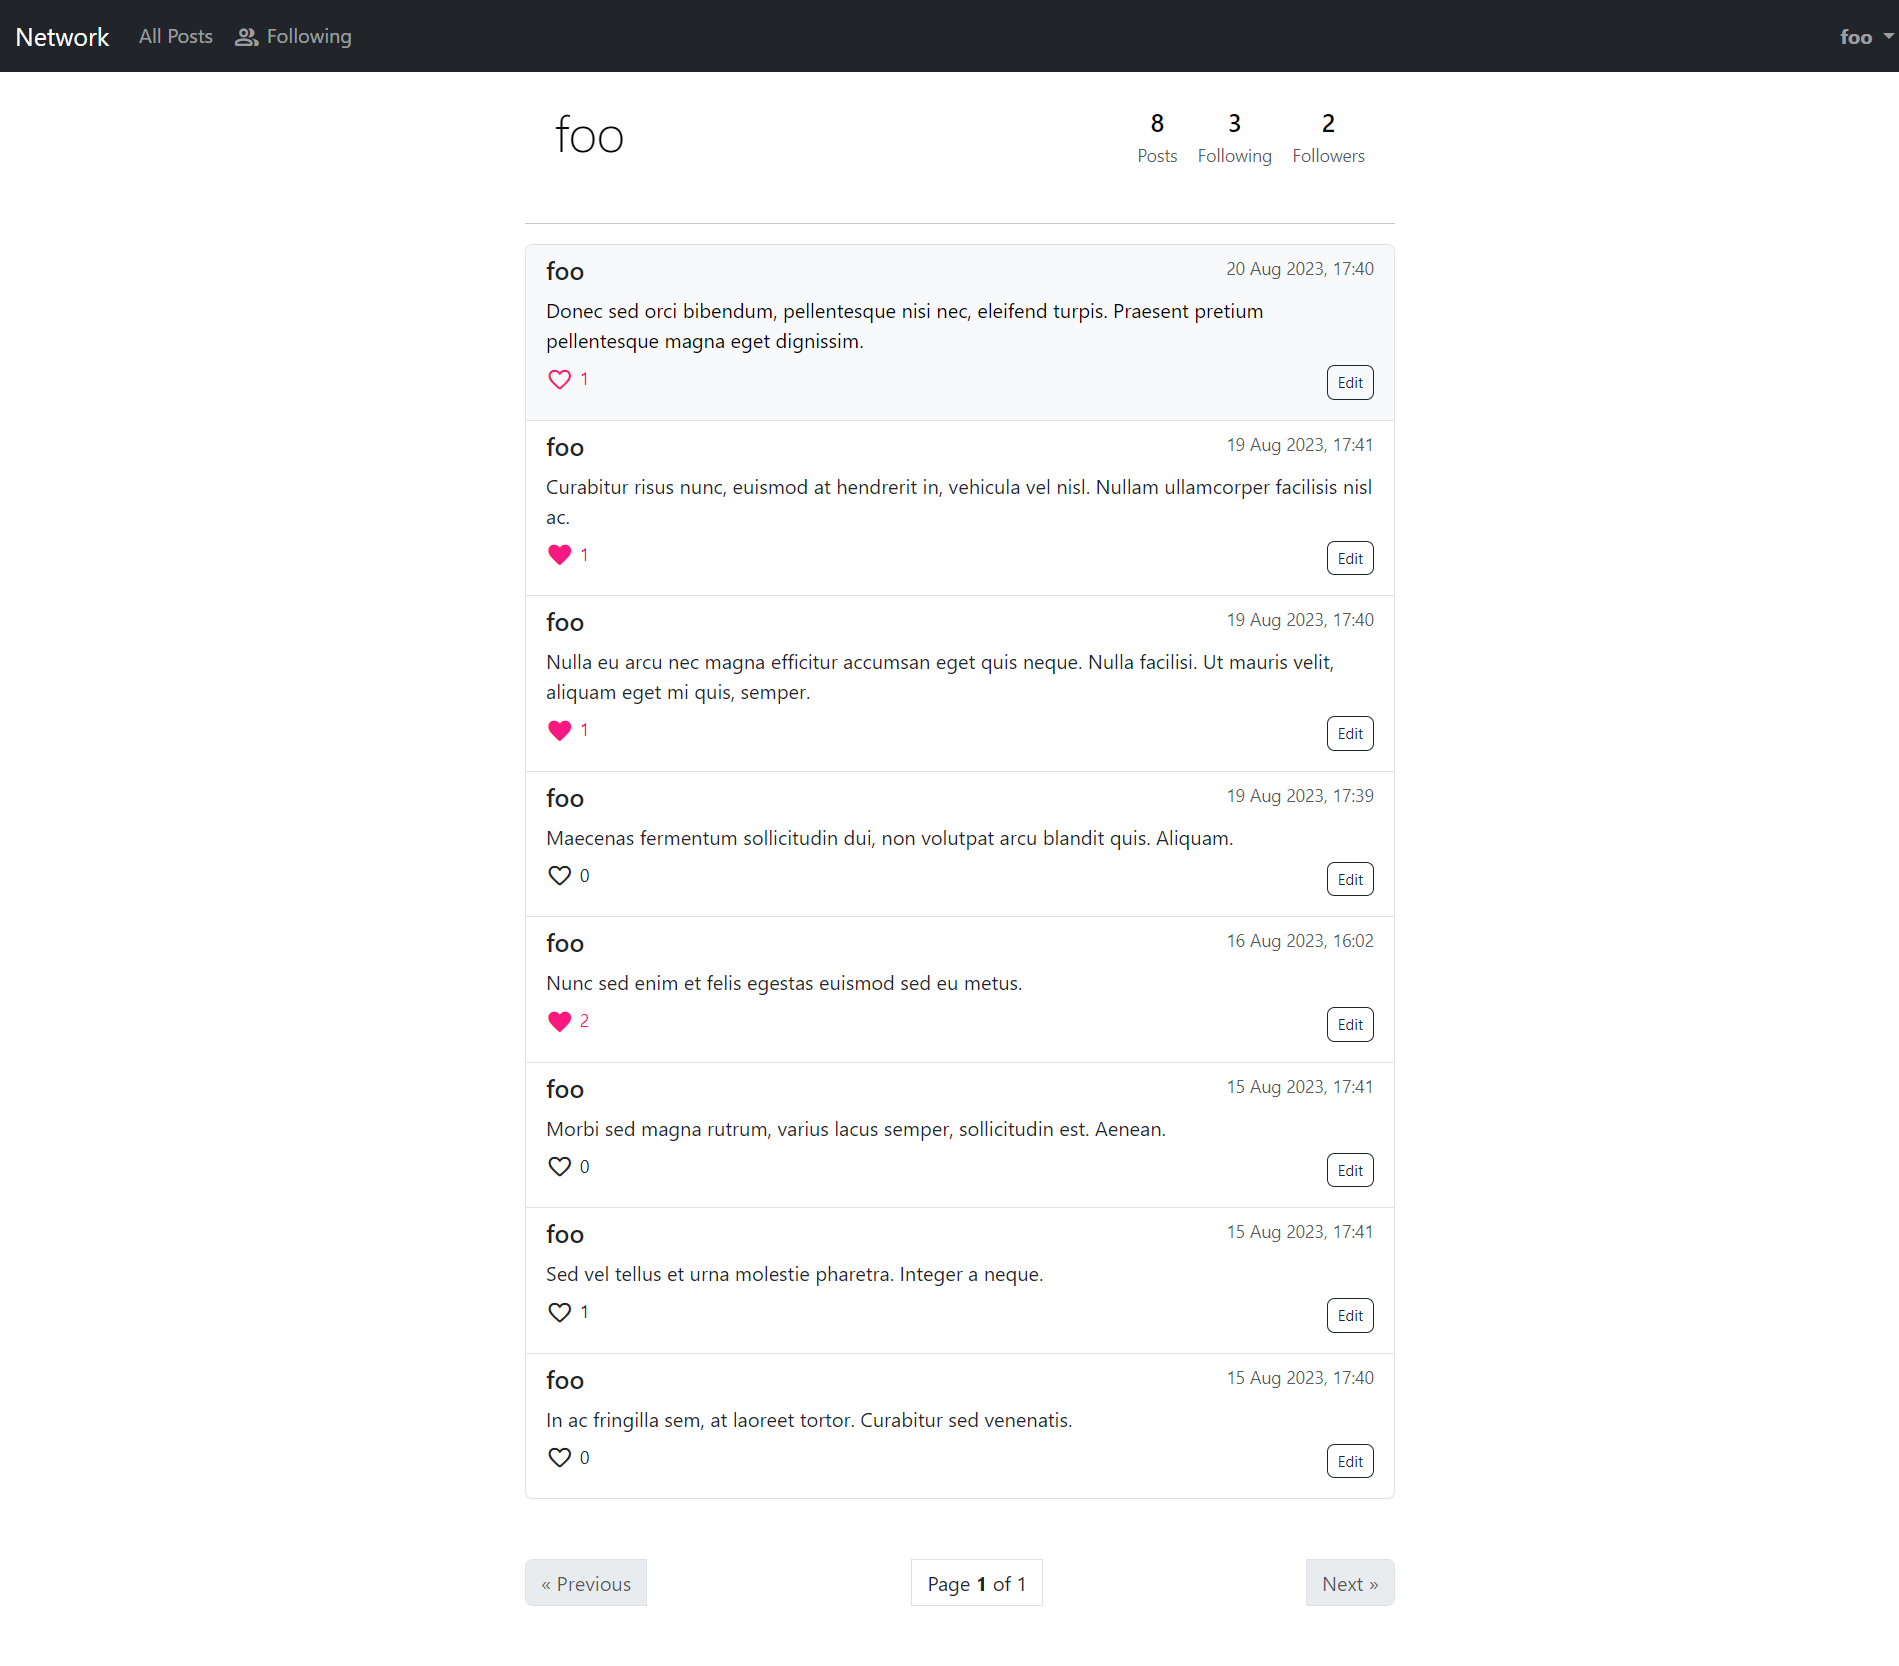 Network All Posts Following foo
foo
8 3 2
Posts Following Followers
foo 20 Aug 2023, 17:40
Donec sed orci bibendum, pellentesque nisi nec, eleifend turpis. Praesent pretium
pellentesque magna eget dignissim.
1 Edit
foo 19 Aug 2023, 17:41
Curabitur risus nunc, euismod at hendrerit in, vehicula vel nisl. Nullam ullamcorper facilisis nisl
ac.
1 Edit
foo 19 Aug 2023, 17:40
Nulla eu arcu nec magna efficitur accumsan eget quis neque. Nulla facilisi. Ut mauris velit,
aliquam eget mi quis, semper.
1 Edit
foo 19 Aug 2023, 17:39
Maecenas fermentum sollicitudin dui, non volutpat arcu blandit quis. Aliquam.
0 Edit
foo 16 Aug 2023, 16:02
Nunc sed enim et felis egestas euismod sed eu metus.
2 Edit
foo 15 Aug 2023, 17:41
Morbi sed magna rutrum, varius lacus semper, sollicitudin est. Aenean.
0 Edit
foo 15 Aug 2023, 17:41
Sed vel tellus et urna molestie pharetra. Integer a neque.
1 Edit
foo 15 Aug 2023, 17:40
In ac fringilla sem, at laoreet tortor. Curabitur sed venenatis.
0 Edit
« Previous Page 1 of 1 Next »